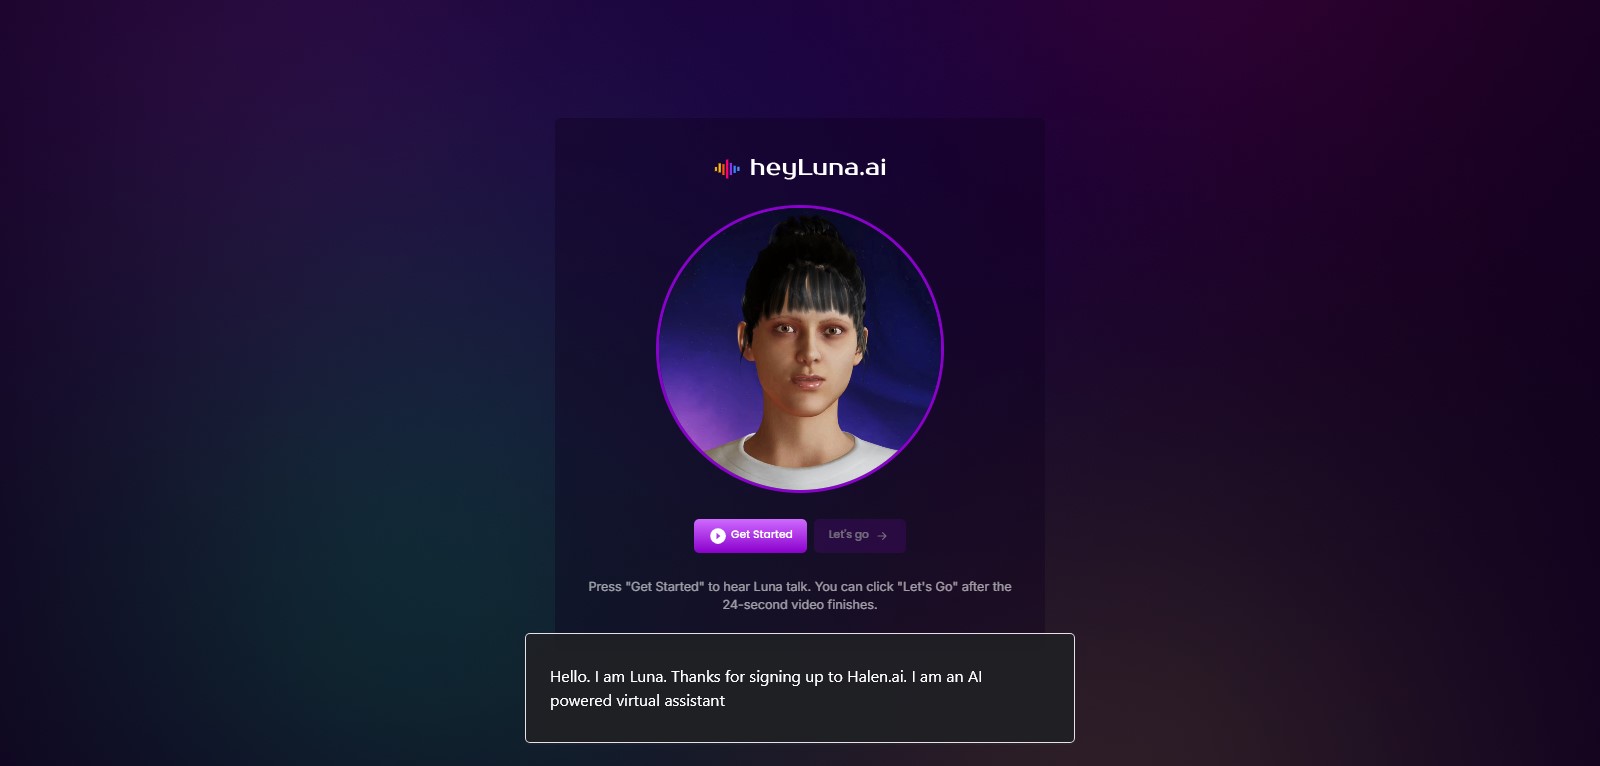 heyLuna.ai
Get Started
Let's go →
Press "Get Started" to hear Luna talk. You can click "Let's Go" after the
24-second video finishes.
Hello. I am Luna. Thanks for signing up to Halen.ai. I am an AI
powered virtual assistant